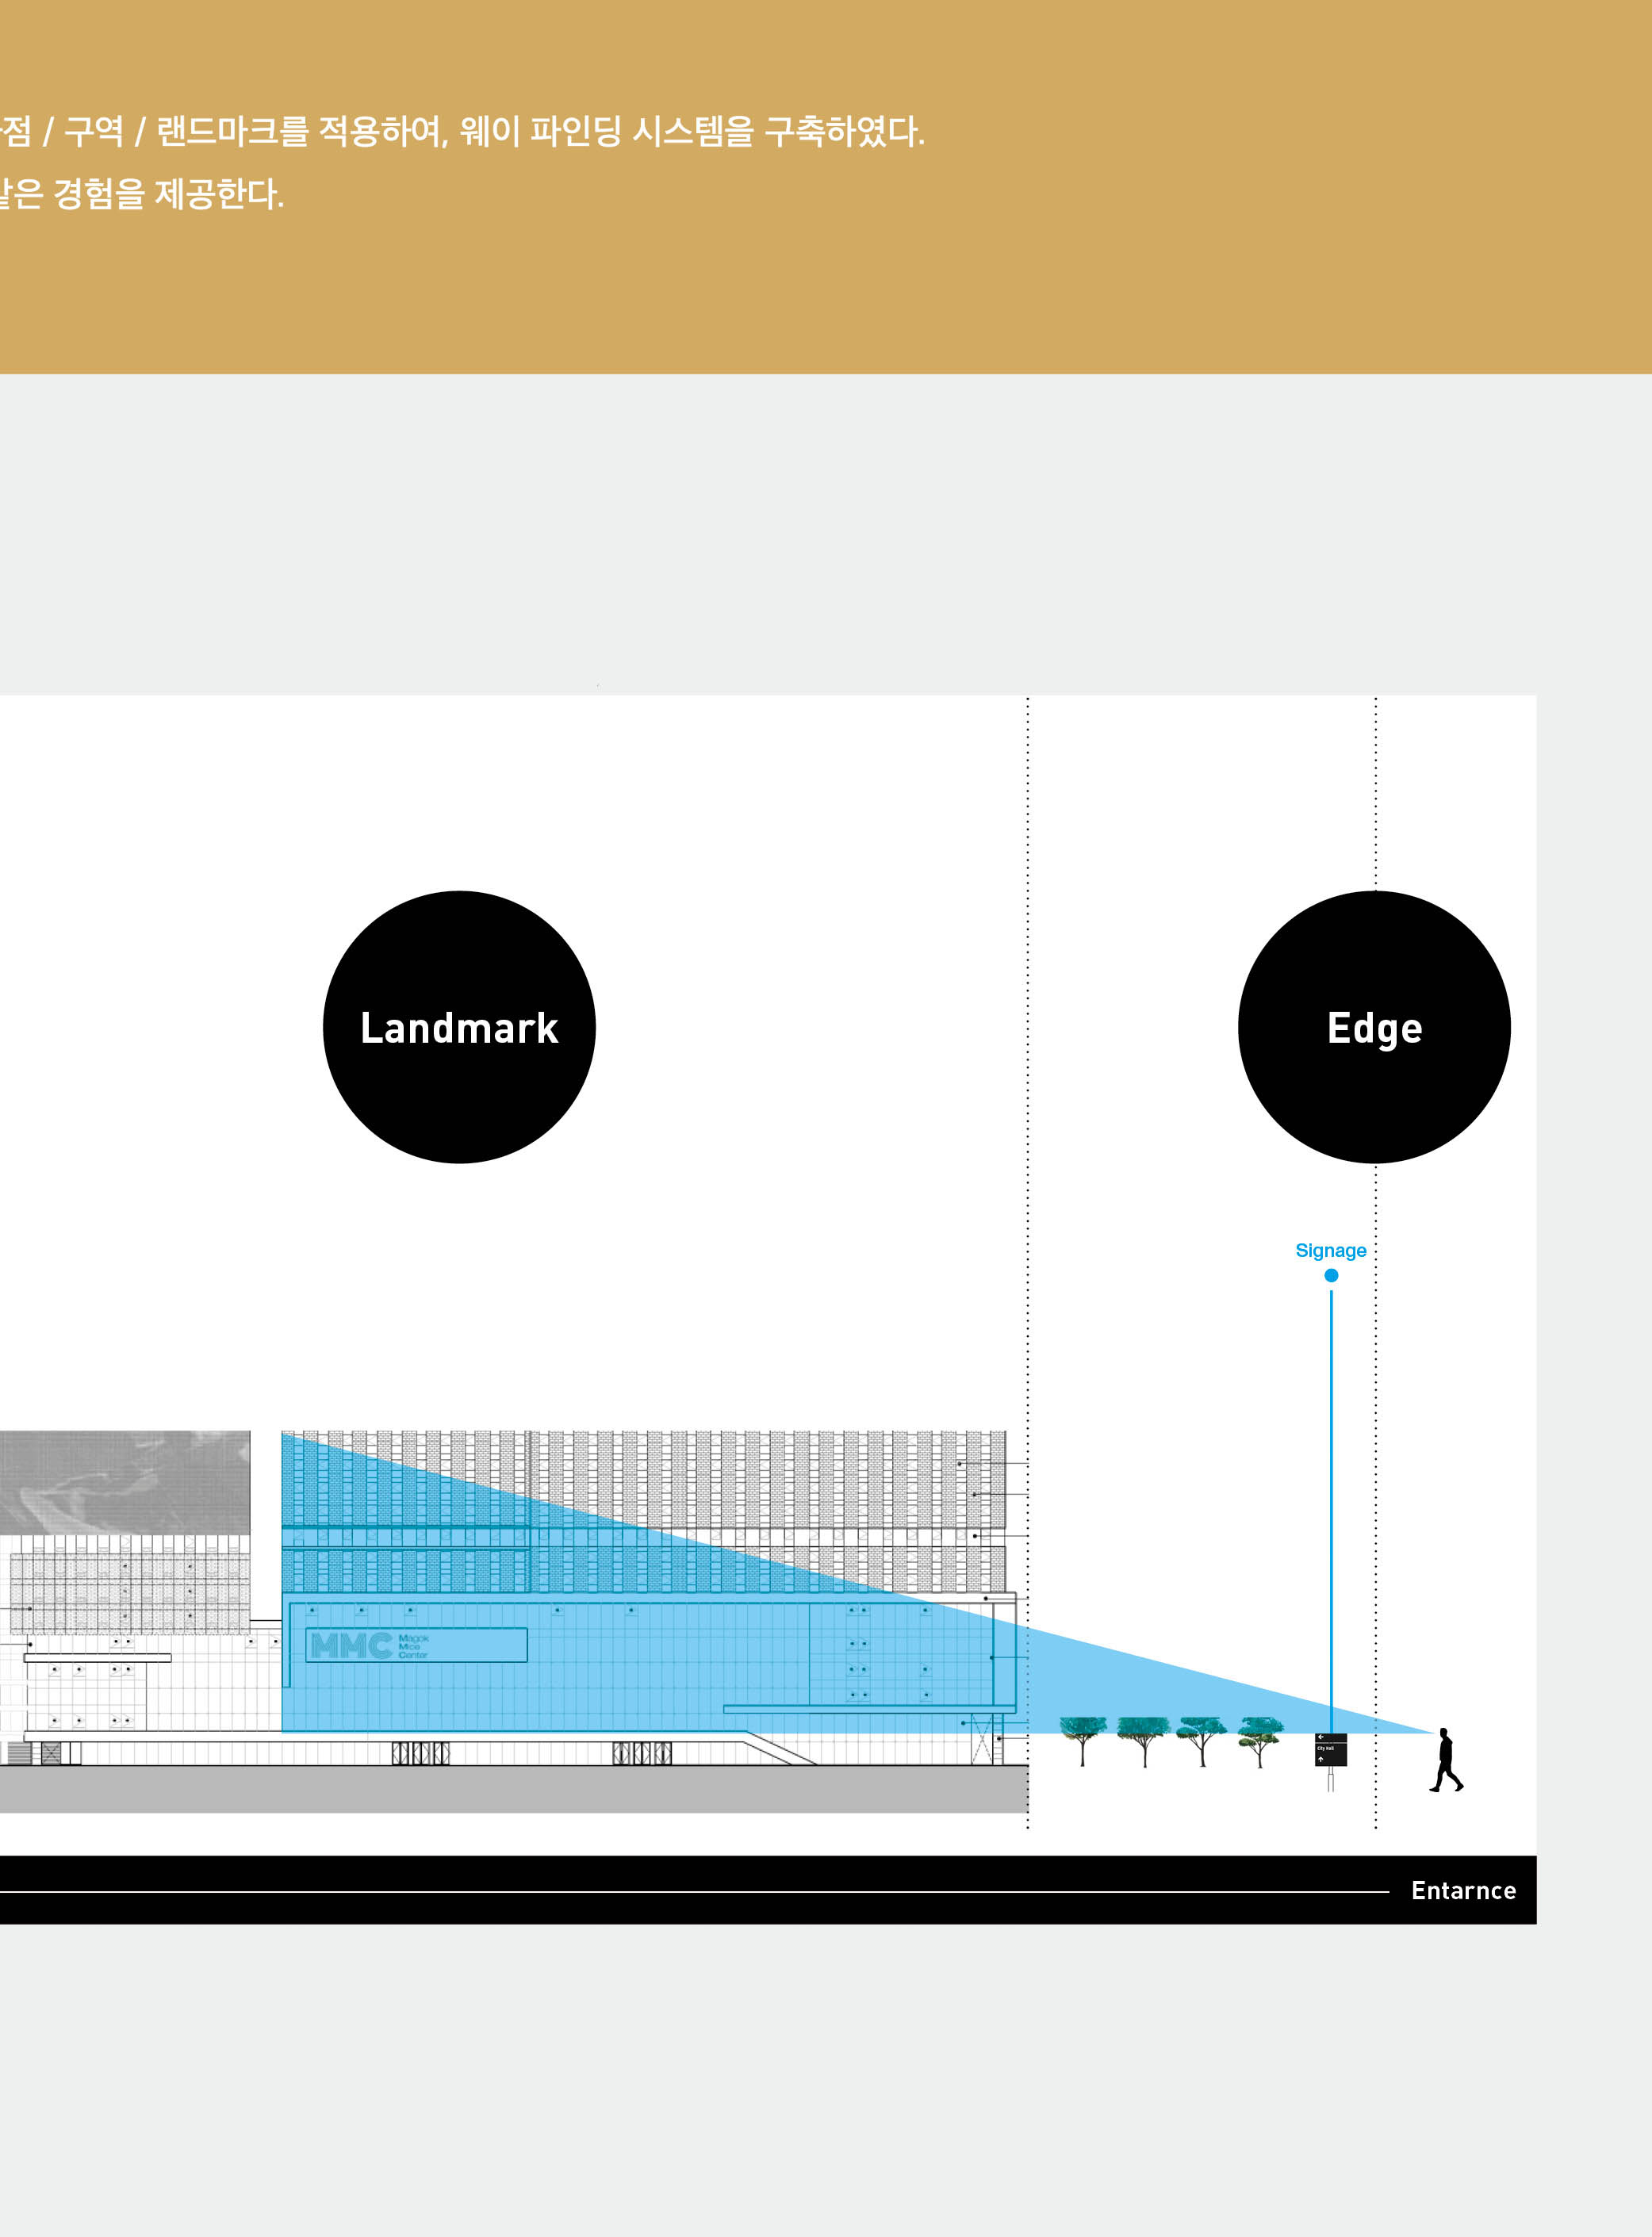 점 / 구역 / 랜드마크를 적용하여, 웨이 파인딩 시스템을 구축하였다.
같은 경험을 제공한다.
Landmark
Edge
Signage
MMC
Magok
Mice
Center
City Hall
Entarnce